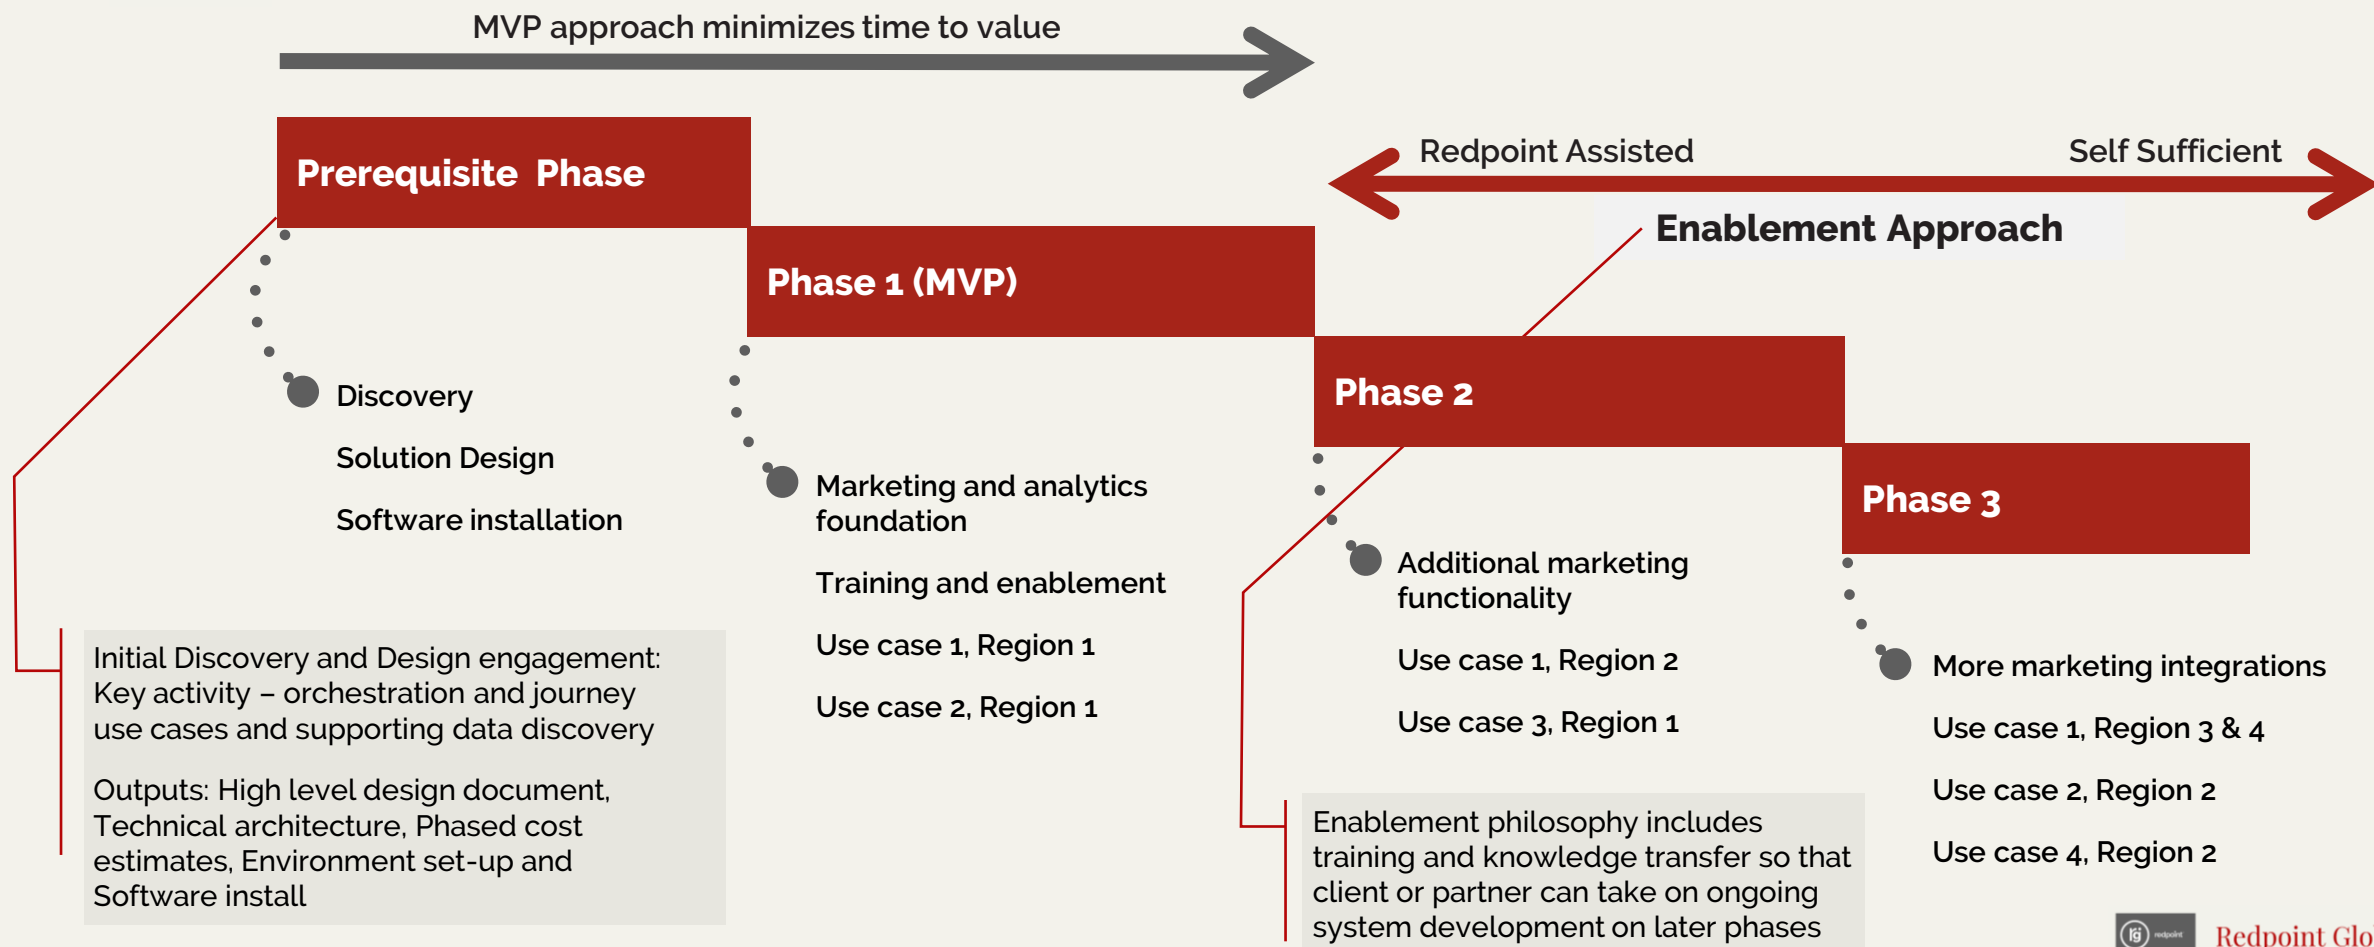 MVP approach minimizes time to value
Prerequisite Phase
Redpoint Assisted
Self Sufficient
Enablement Approach
Phase 1 (MVP)
Phase 2
Phase 3
Discovery
Solution Design
Software installation
Marketing and analytics
foundation
Training and enablement
Use case 1, Region 1
Use case 2, Region 1
Additional marketing
functionality
Use case 1, Region 2
Use case 3, Region 1
More marketing integrations
Use case 1, Region 3 & 4
Use case 2, Region 2
Use case 4, Region 2
Initial Discovery and Design engagement:
Key activity – orchestration and journey
use cases and supporting data discovery
Outputs: High level design document,
Technical architecture, Phased cost
estimates, Environment set-up and
Software install
Enablement philosophy includes
training and knowledge transfer so that
client or partner can take on ongoing
system development on later phases
rg redpoint
Redpoint Glo